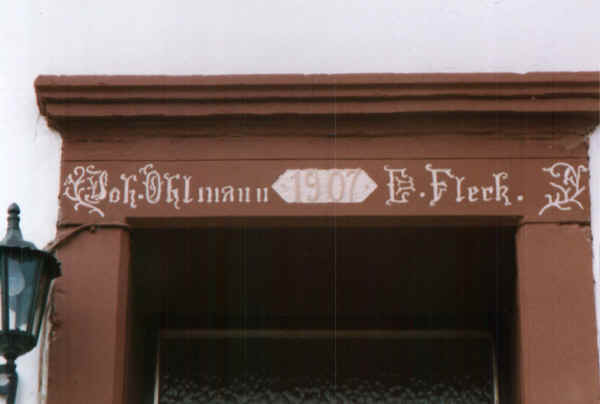 Joh. Ohlmann 1907 E. Fleck.